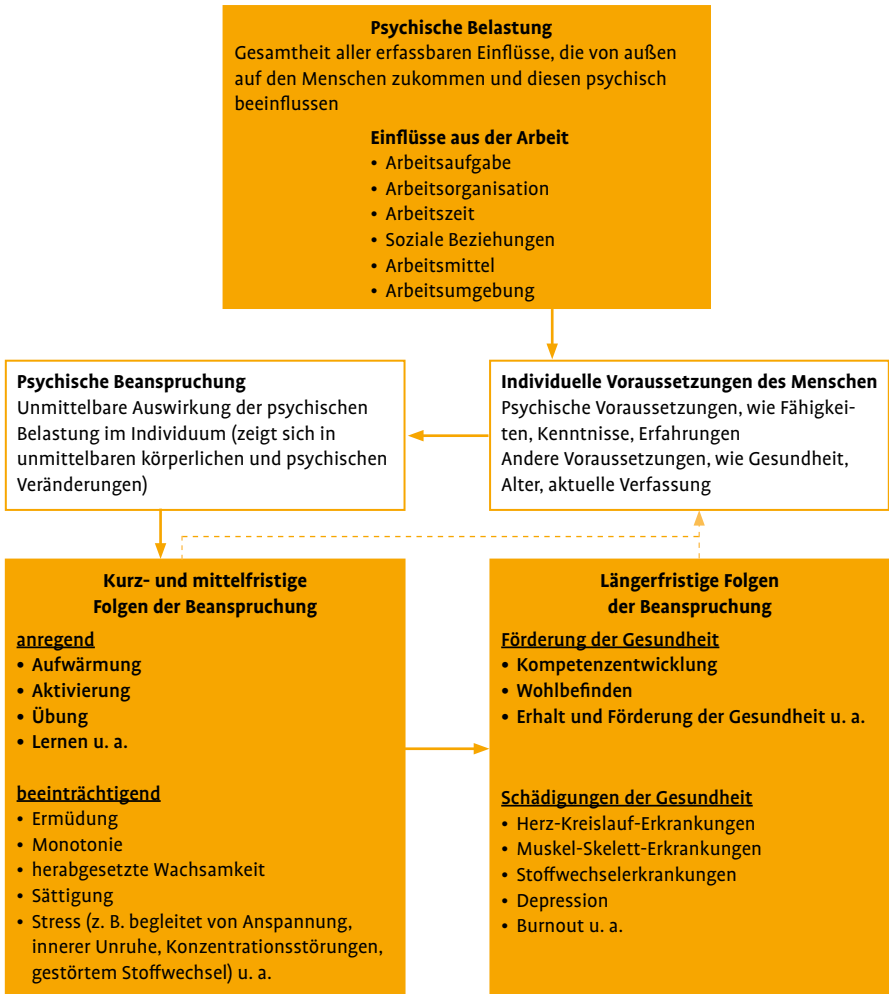 Psychische Belastung
Gesamtheit aller erfassbaren Einflüsse, die von außen
auf den Menschen zukommen und diesen psychisch
beeinflussen
Einflüsse aus der Arbeit
• Arbeitsaufgabe
• Arbeitsorganisation
• Arbeitszeit
• Soziale Beziehungen
• Arbeitsmittel
• Arbeitsumgebung
Psychische Beanspruchung
Unmittelbare Auswirkung der psychischen
Belastung im Individuum (zeigt sich in
unmittelbaren körperlichen und psychischen
Veränderungen)
Individuelle Voraussetzungen des Menschen
Psychische Voraussetzungen, wie Fähigkei-
ten, Kenntnisse, Erfahrungen
Andere Voraussetzungen, wie Gesundheit,
Alter, aktuelle Verfassung
Kurz- und mittelfristige
Folgen der Beanspruchung
anregend
• Aufwärmung
• Aktivierung
• Übung
• Lernen u. a.
beeinträchtigend
• Ermüdung
• Monotonie
• herabgesetzte Wachsamkeit
• Sättigung
• Stress (z. B. begleitet von Anspannung,
innerer Unruhe, Konzentrationsstörungen,
gestörtem Stoffwechsel) u. a.
Längerfristige Folgen
der Beanspruchung
Förderung der Gesundheit
• Kompetenzentwicklung
• Wohlbefinden
• Erhalt und Förderung der Gesundheit u. a.
Schädigungen der Gesundheit
• Herz-Kreislauf-Erkrankungen
• Muskel-Skelett-Erkrankungen
• Stoffwechselerkrankungen
• Depression
• Burnout u. a.